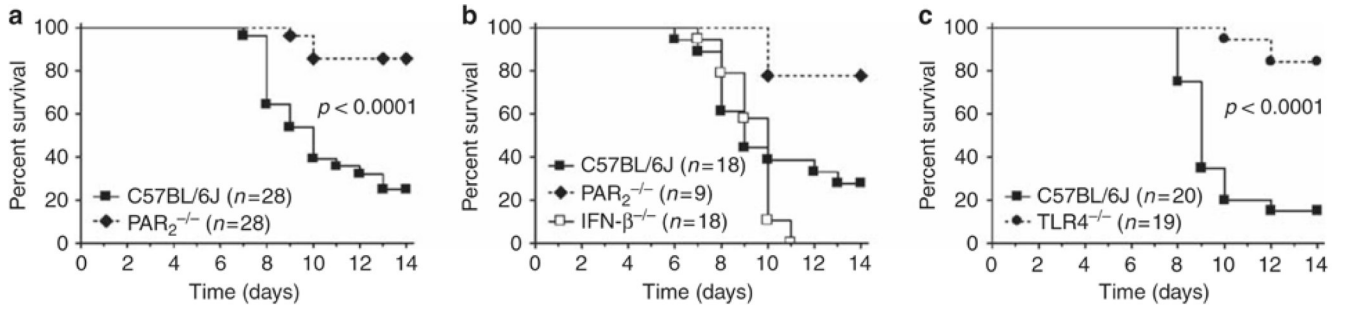 a
Percent survival
100
80
60
40
20
0
p < 0.0001
C57BL/6J (n=28)
PAR₂⁻/⁻ (n=28)
0 2 4 6 8 10 12 14
Time (days)
b
Percent survival
100
80
60
40
20
0
C57BL/6J (n=18)
PAR₂⁻/⁻ (n=9)
IFN-β⁻/⁻ (n=18)
0 2 4 6 8 10 12 14
Time (days)
c
Percent survival
100
80
60
40
20
0
p < 0.0001
C57BL/6J (n=20)
TLR4⁻/⁻ (n=19)
0 2 4 6 8 10 12 14
Time (days)